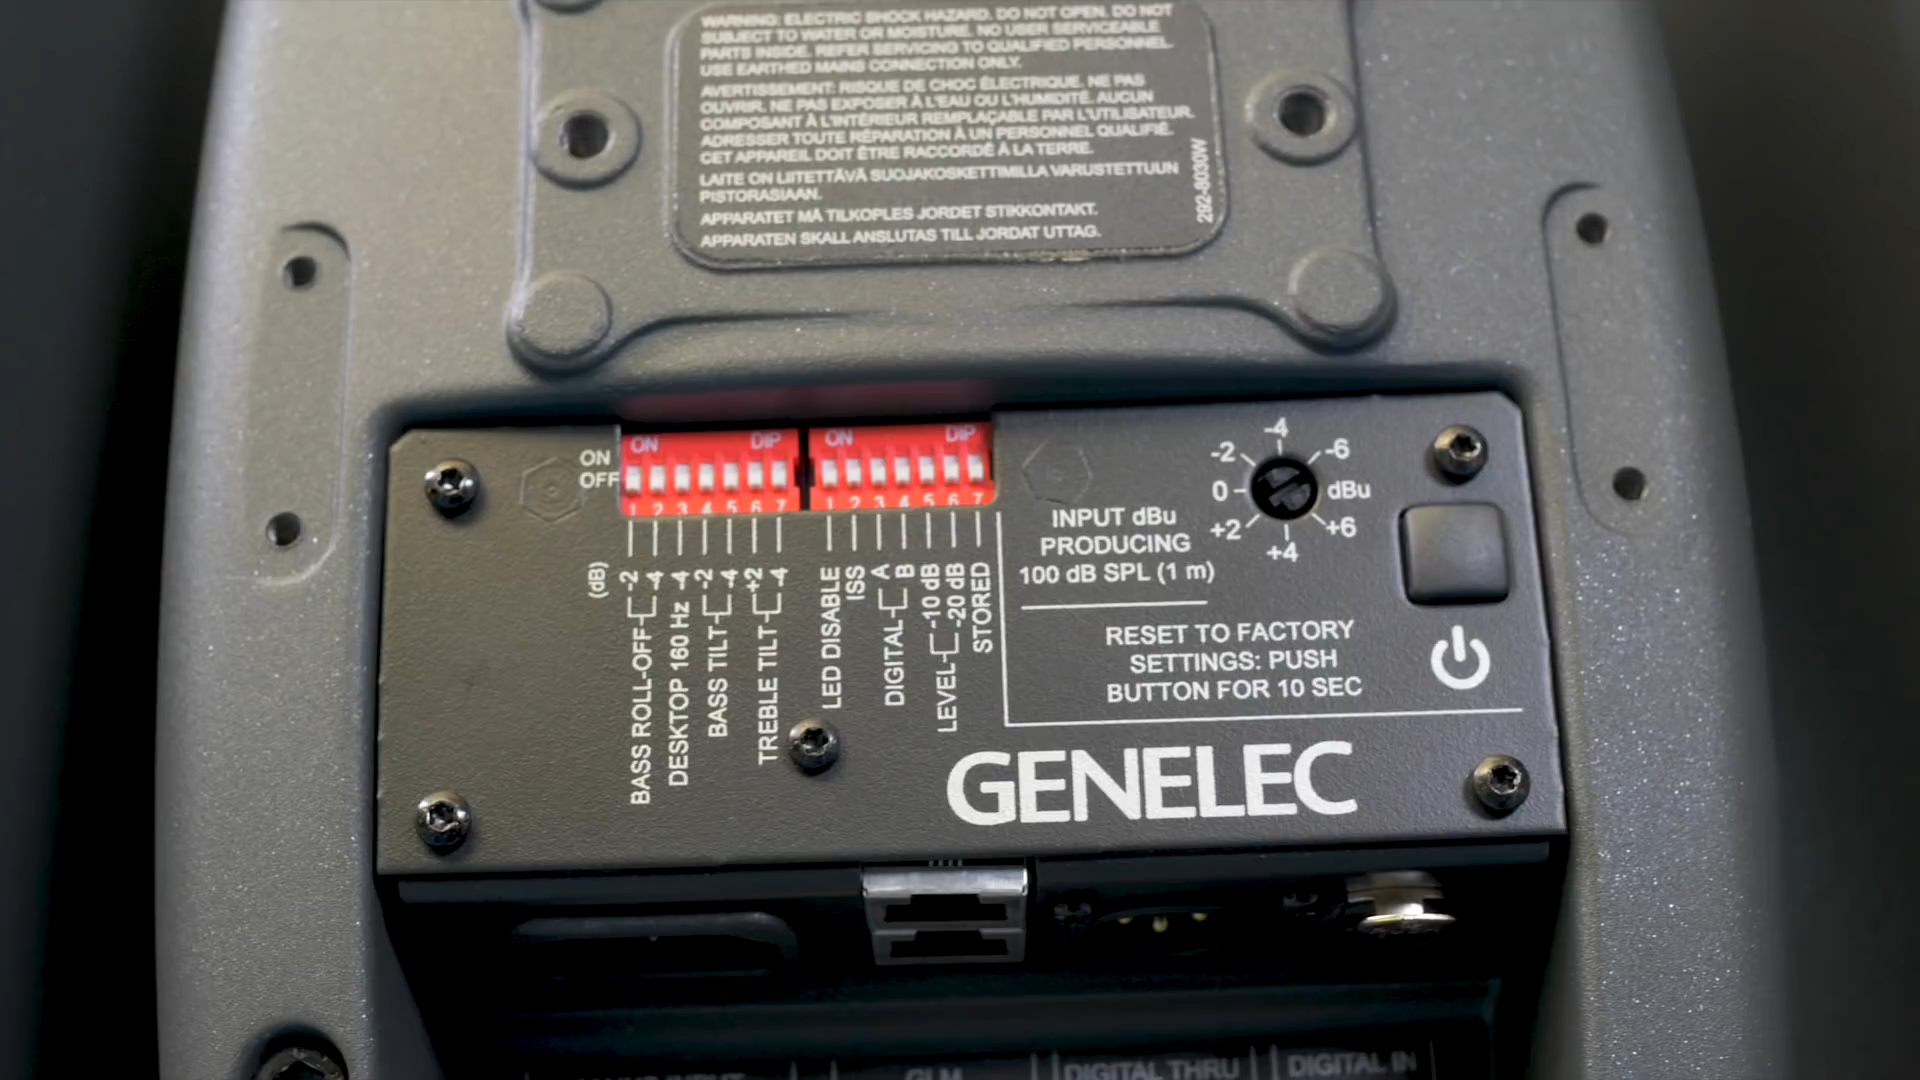 WARNING: ELECTRIC SHOCK HAZARD. DO NOT OPEN. DO NOT
SUBJECT TO WATER OR MOISTURE. NO USER SERVICEABLE
PARTS INSIDE. REFER SERVICING TO QUALIFIED PERSONNEL.
USE EARTHED MAINS CONNECTION ONLY.
AVERTISSEMENT: RISQUE DE CHOC ÉLECTRIQUE. NE PAS
OUVRIR. NE PAS EXPOSER À L'EAU OU L'HUMIDITÉ. AUCUN
COMPOSANT À L'INTÉRIEUR REMPLAÇABLE PAR L'UTILISATEUR.
ADRESSER TOUTE RÉPARATION À UN PERSONNEL QUALIFIÉ.
CET APPAREIL DOIT ÊTRE RACCORDÉ À LA TERRE.
LAITE ON LIITETTÄVÄ SUOJAKOSKETTIMILLA VARUSTETTUUN
PISTORASIAAN.
APPARATET MÅ TILKOPLES JORDET STIKKONTAKT.
APPARATEN SKALL ANSLUTAS TILL JORDAT UTTAG.
292-8030W
ON
OFF
ON DIP
1 2 3 4 5 6 7
ON DIP
1 2 3 4 5 6 7
(dB)
BASS ROLL-OFF -2 -4
DESKTOP 160 Hz -4
BASS TILT -2 -4
TREBLE TILT +2 -4
LED DISABLE
ISS
DIGITAL A B
LEVEL -10 dB -20 dB
STORED
INPUT dBu
PRODUCING
100 dB SPL (1 m)
-4
-2 -6
0 dBu
+2 +6
+4
RESET TO FACTORY
SETTINGS: PUSH
BUTTON FOR 10 SEC
GENELEC
GLM
DIGITAL THRU
DIGITAL IN